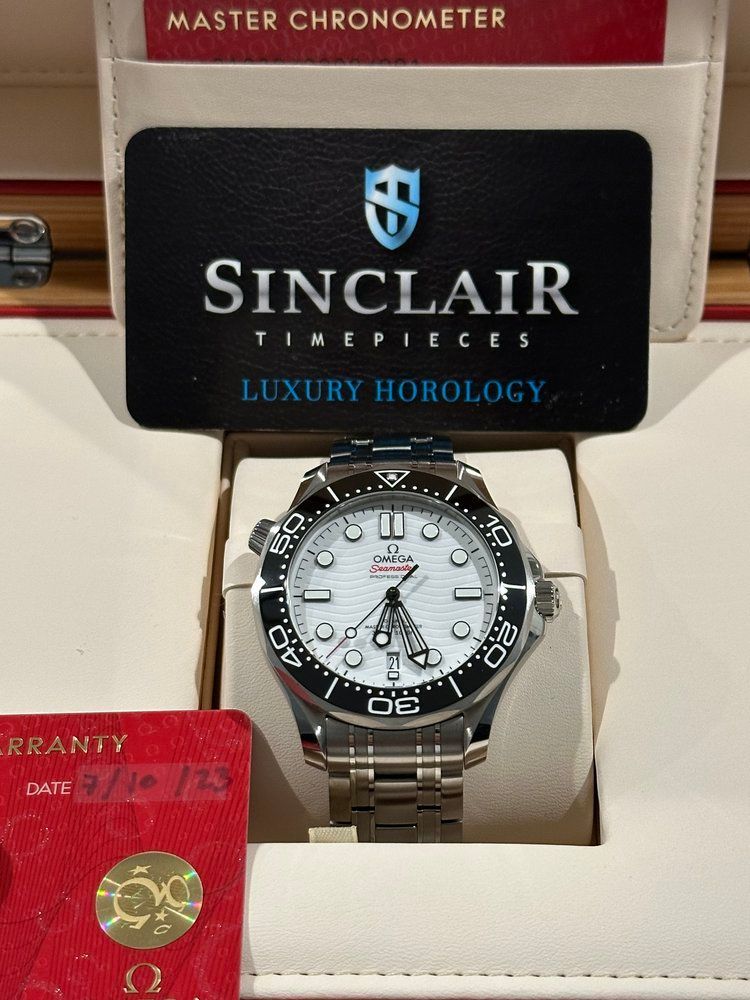 MASTER CHRONOMETER
SINCLAIR
TIMEPIECES
LUXURY HOROLOGY
50
10
OMEGA
Seamaster
PROFESSIONAL
40
20
21
30
ARRANTY
DATE 7/10/23